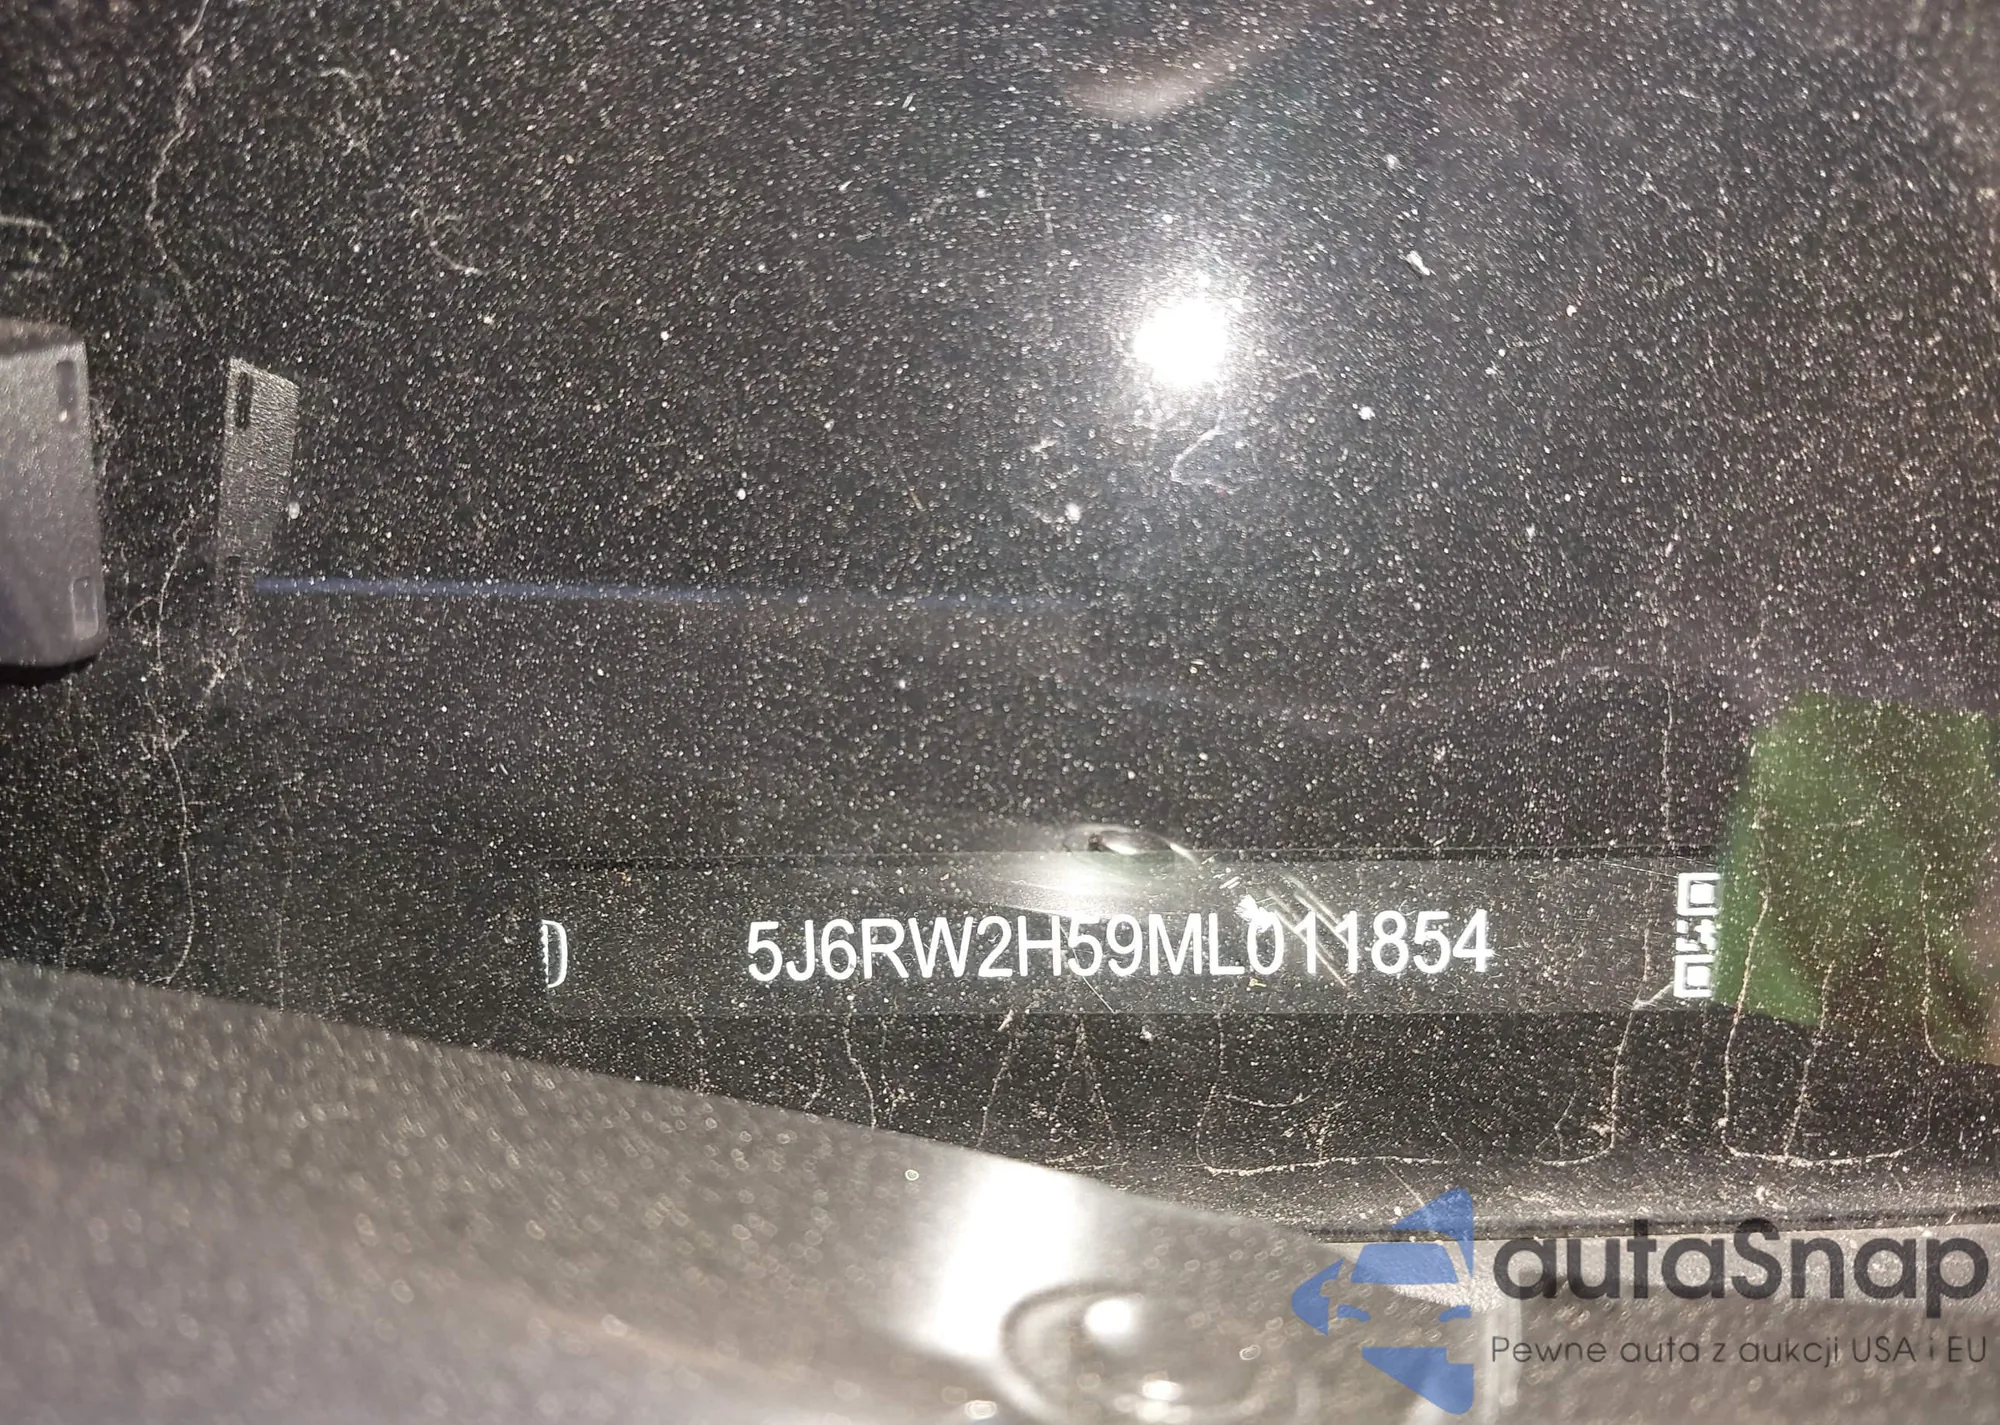 5J6RW2H59ML011854
autaSnap
Pewne auta z aukcji USA i EU